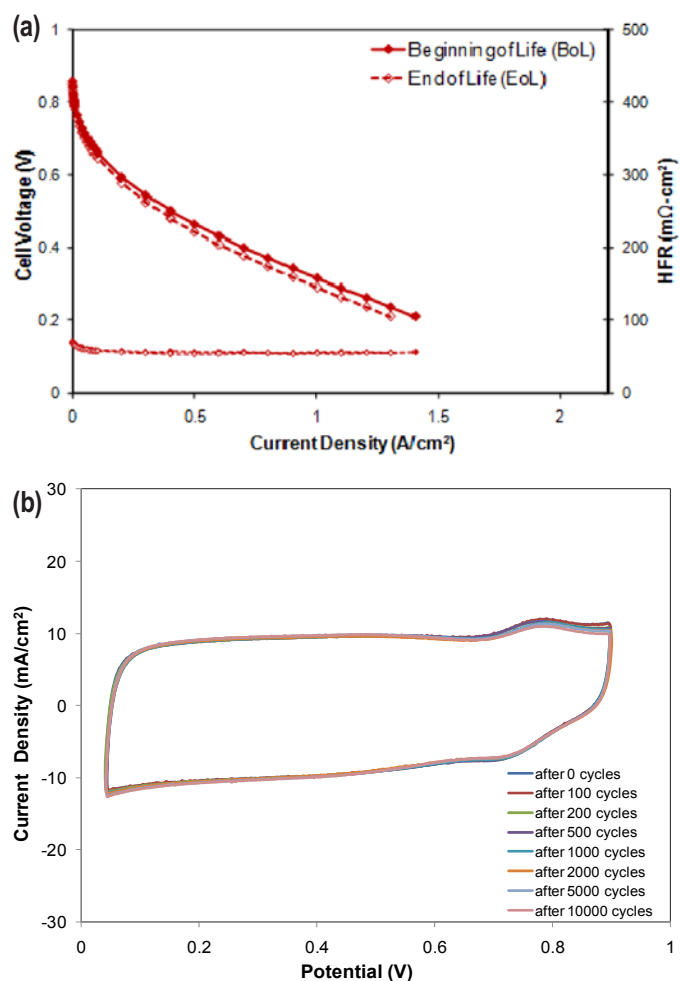 (a)
1
0.8
0.6
0.4
0.2
0
Cell Voltage (V)
Beginning of Life (BoL)
End of Life (EoL)
500
400
300
200
100
0
HFR (mΩ-cm²)
0
0.5
1
1.5
2
Current Density (A/cm²)
(b)
30
20
10
0
-10
-20
-30
Current Density (mA/cm²)
after 0 cycles
after 100 cycles
after 200 cycles
after 500 cycles
after 1000 cycles
after 2000 cycles
after 5000 cycles
after 10000 cycles
0
0.2
0.4
0.6
0.8
1
Potential (V)